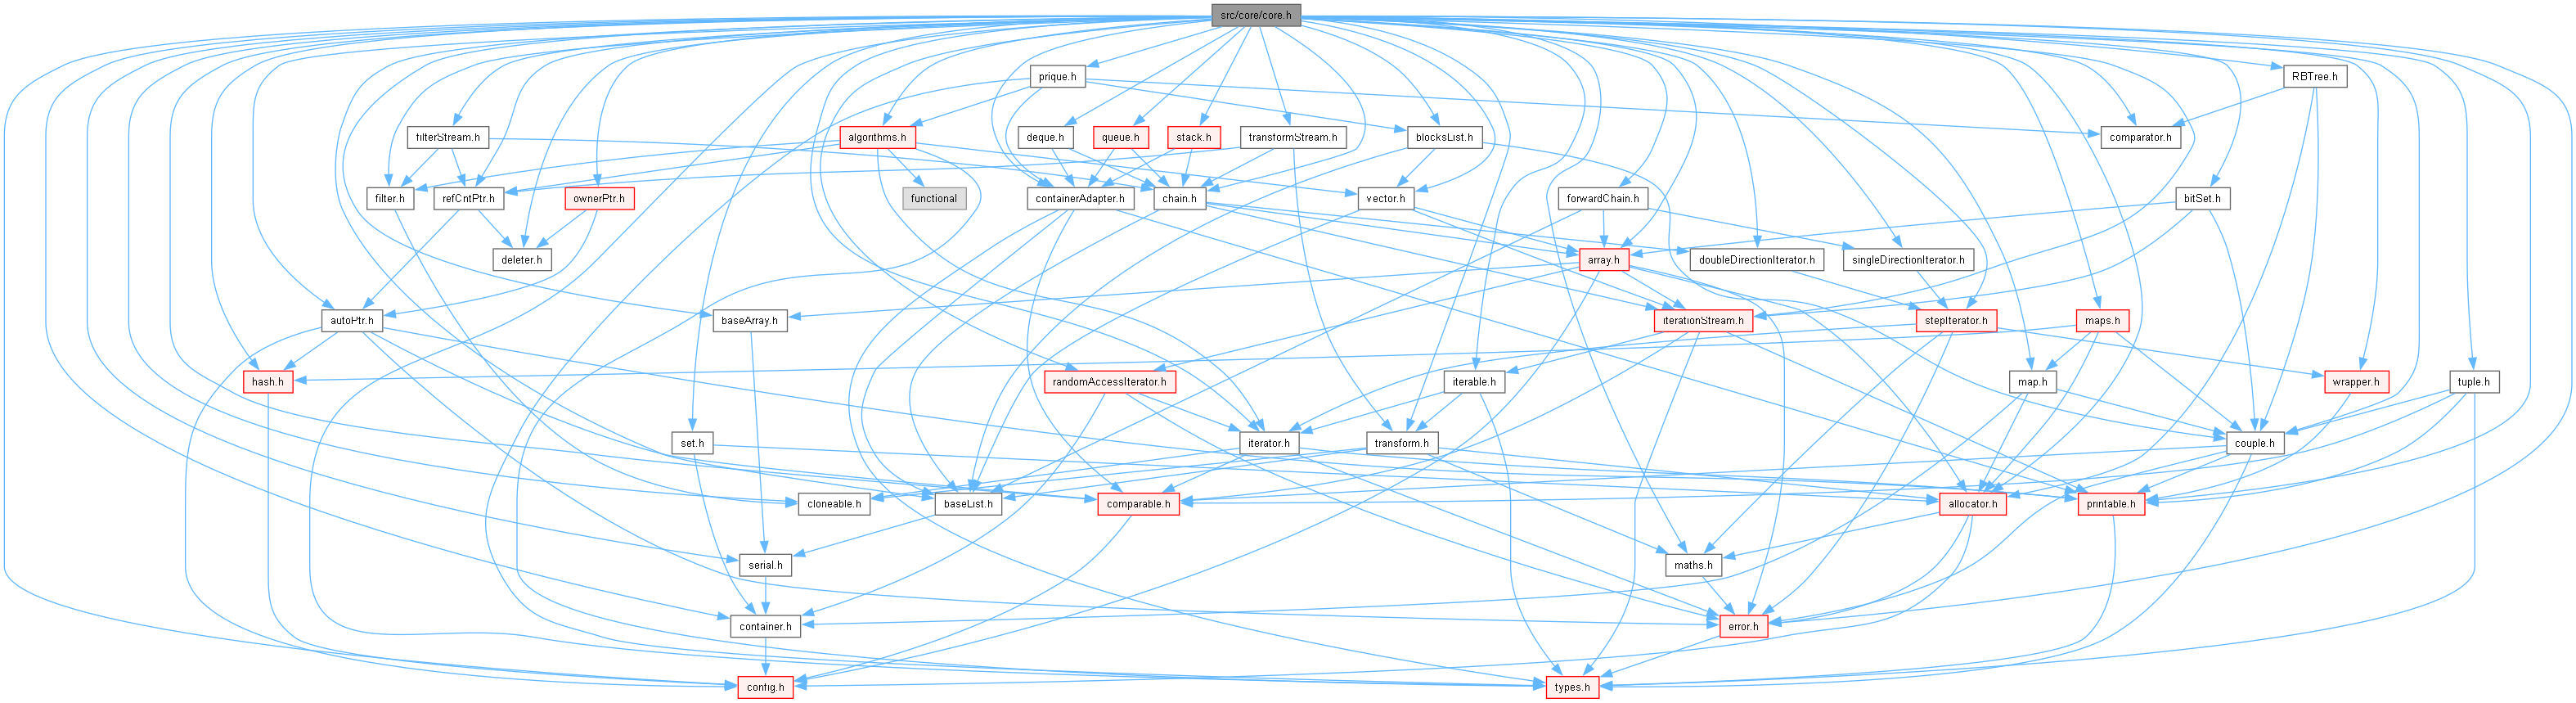 src/core/core.h
prique.h
RBTree.h
filterStream.h
algorithms.h
deque.h
queue.h
stack.h
transformStream.h
blocksList.h
comparator.h
filter.h
refCntPtr.h
ownerPtr.h
functional
containerAdapter.h
chain.h
vector.h
forwardChain.h
bitSet.h
deleter.h
array.h
doubleDirectionIterator.h
singleDirectionIterator.h
autoPtr.h
baseArray.h
iterationStream.h
stepIterator.h
maps.h
hash.h
randomAccessIterator.h
iterable.h
map.h
wrapper.h
tuple.h
set.h
iterator.h
transform.h
couple.h
cloneable.h
baseList.h
comparable.h
allocator.h
printable.h
serial.h
maths.h
container.h
error.h
config.h
types.h